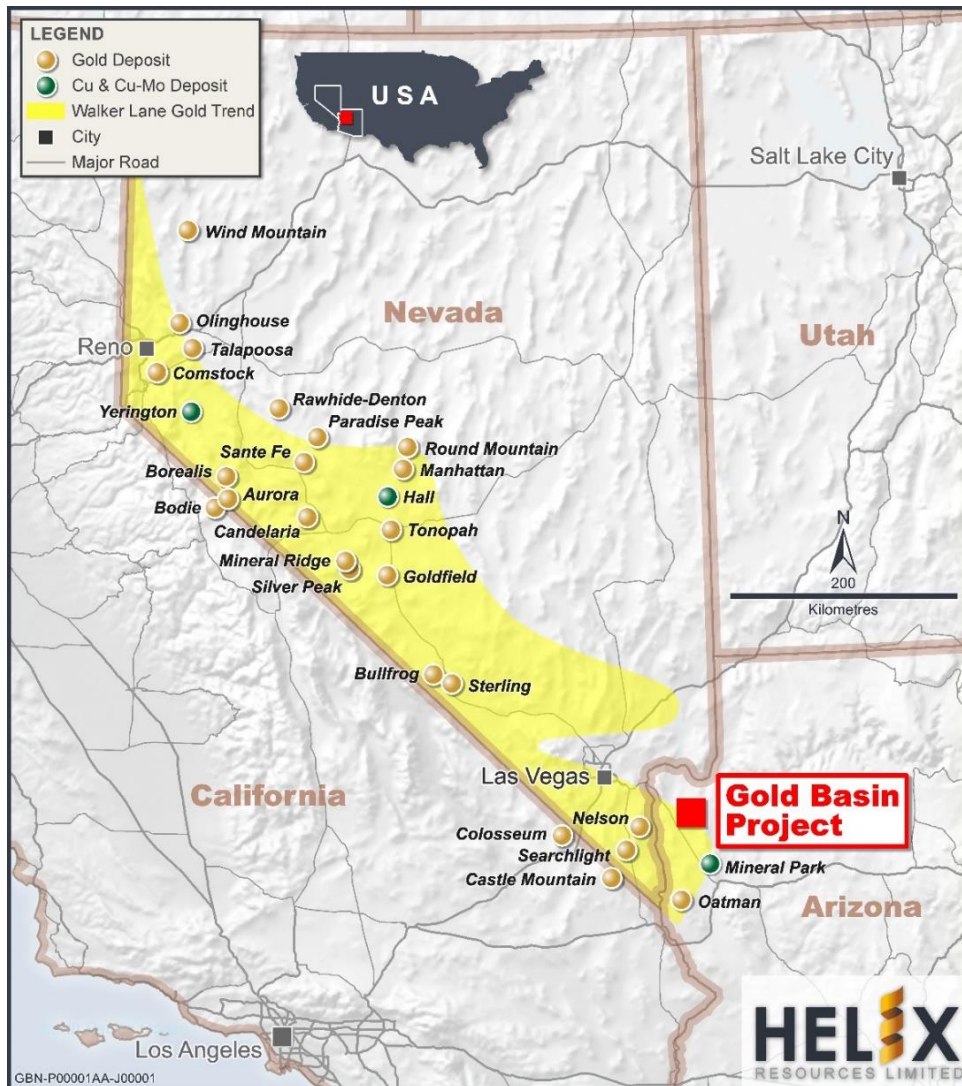 LEGEND
Gold Deposit
Cu & Cu-Mo Deposit
Walker Lane Gold Trend
City
Major Road
USA
Salt Lake City
Wind Mountain
Nevada
Utah
Olinghouse
Reno
Talapoosa
Comstock
Yerington
Rawhide-Denton
Paradise Peak
Sante Fe
Round Mountain
Manhattan
Borealis
Aurora
Hall
Bodie
Candelaria
Tonopah
N
200
Kilometres
Mineral Ridge
Silver Peak
Goldfield
Bullfrog
Sterling
Las Vegas
California
Gold Basin
Project
Nelson
Colosseum
Searchlight
Castle Mountain
Mineral Park
Oatman
Arizona
Los Angeles
HELIX
RESOURCES LIMITED
GBN-P00001AA-J00001